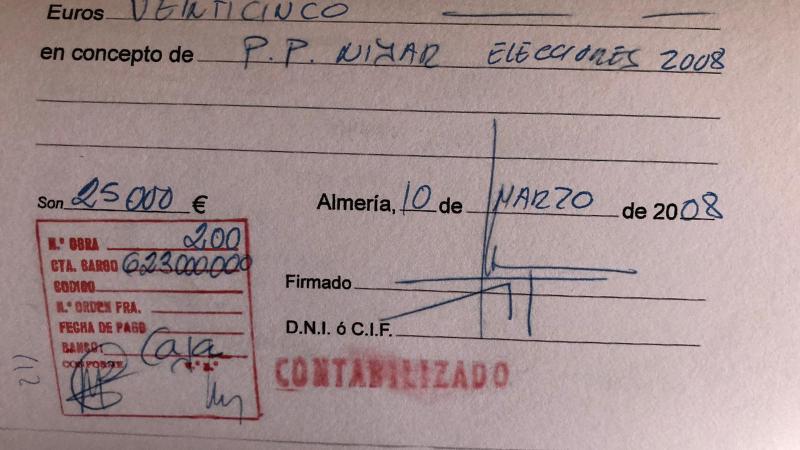 Euros VEINTICINCO
en concepto de P.P. NIJAR ELECCIONES 2008
Son 25000 € Almería, 10 de MARZO de 2008
N.º OBRA 200
CTA. CARGO 623000000
CODIGO
N.º ORDEN FRA.
FECHA DE PAGO
BANCO: Caja
CONFORME
Firmado
D.N.I. ó C.I.F.
CONTABILIZADO